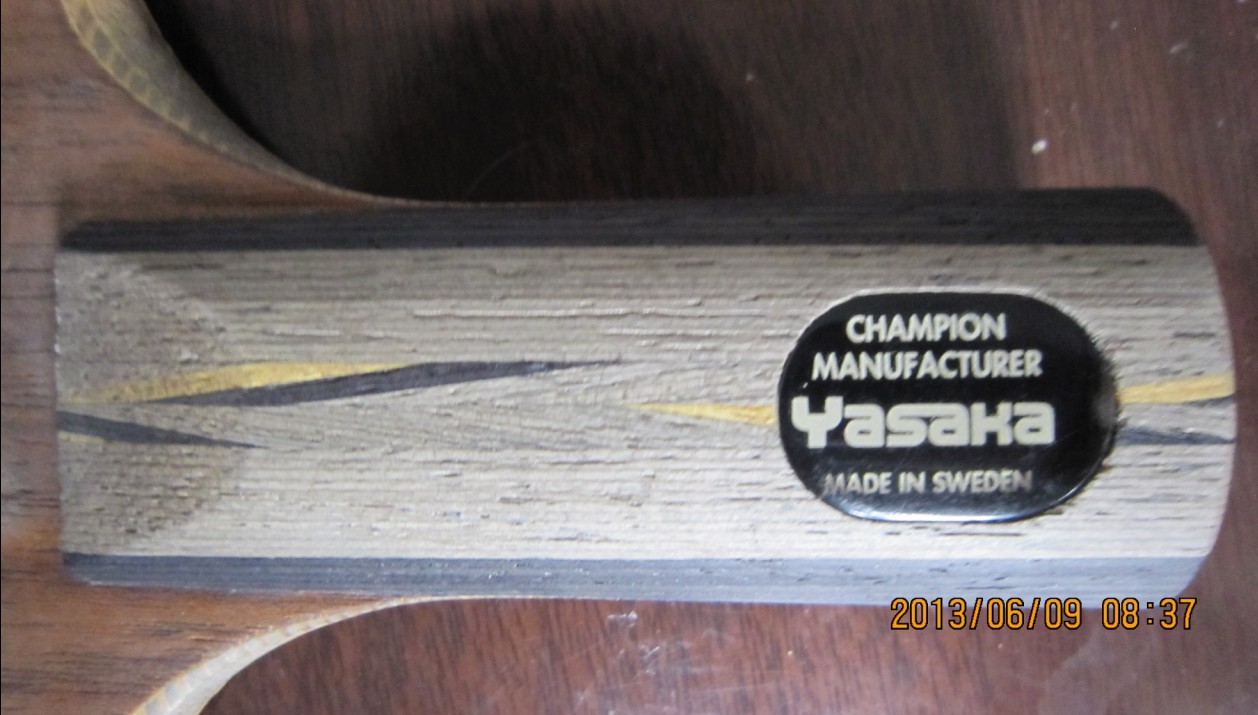 CHAMPION
MANUFACTURER
Yasaka
MADE IN SWEDEN
2013/06/09 08:37